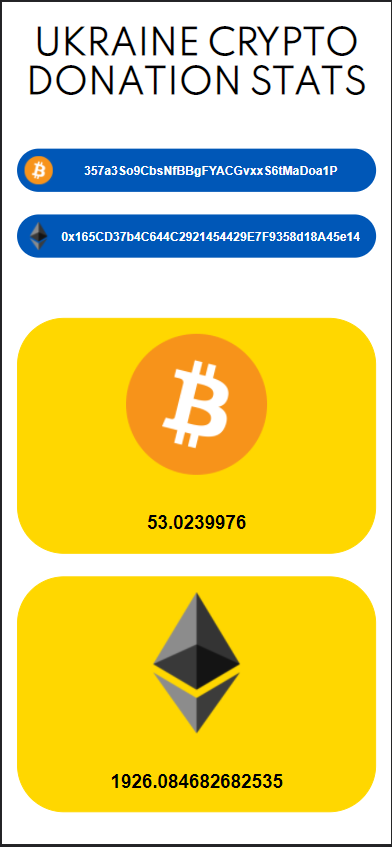 UKRAINE CRYPTO
DONATION STATS
357a3So9CbsNfBBgFYACGvxxS6tMaDoa1P
0x165CD37b4C644C2921454429E7F9358d18A45e14
53.0239976
1926.084682682535